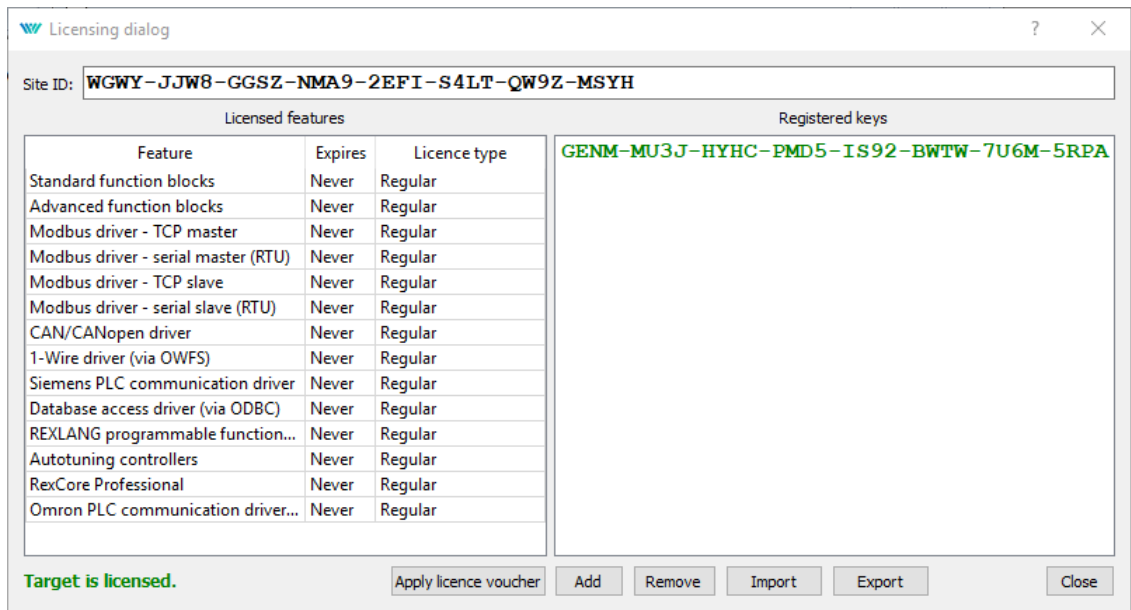 Licensing dialog
Site ID: WGWY-JJW8-GGSZ-NMA9-2EFI-S4LT-QW9Z-MSYH
Licensed features
Registered keys
Feature Expires Licence type
GENM-MU3J-HYHC-PMD5-IS92-BWTW-7U6M-5RPA
Standard function blocks Never Regular
Advanced function blocks Never Regular
Modbus driver - TCP master Never Regular
Modbus driver - serial master (RTU) Never Regular
Modbus driver - TCP slave Never Regular
Modbus driver - serial slave (RTU) Never Regular
CAN/CANopen driver Never Regular
1-Wire driver (via OWFS) Never Regular
Siemens PLC communication driver Never Regular
Database access driver (via ODBC) Never Regular
REXLANG programmable function... Never Regular
Autotuning controllers Never Regular
RexCore Professional Never Regular
Omron PLC communication driver... Never Regular
Target is licensed. Apply licence voucher Add Remove Import Export Close